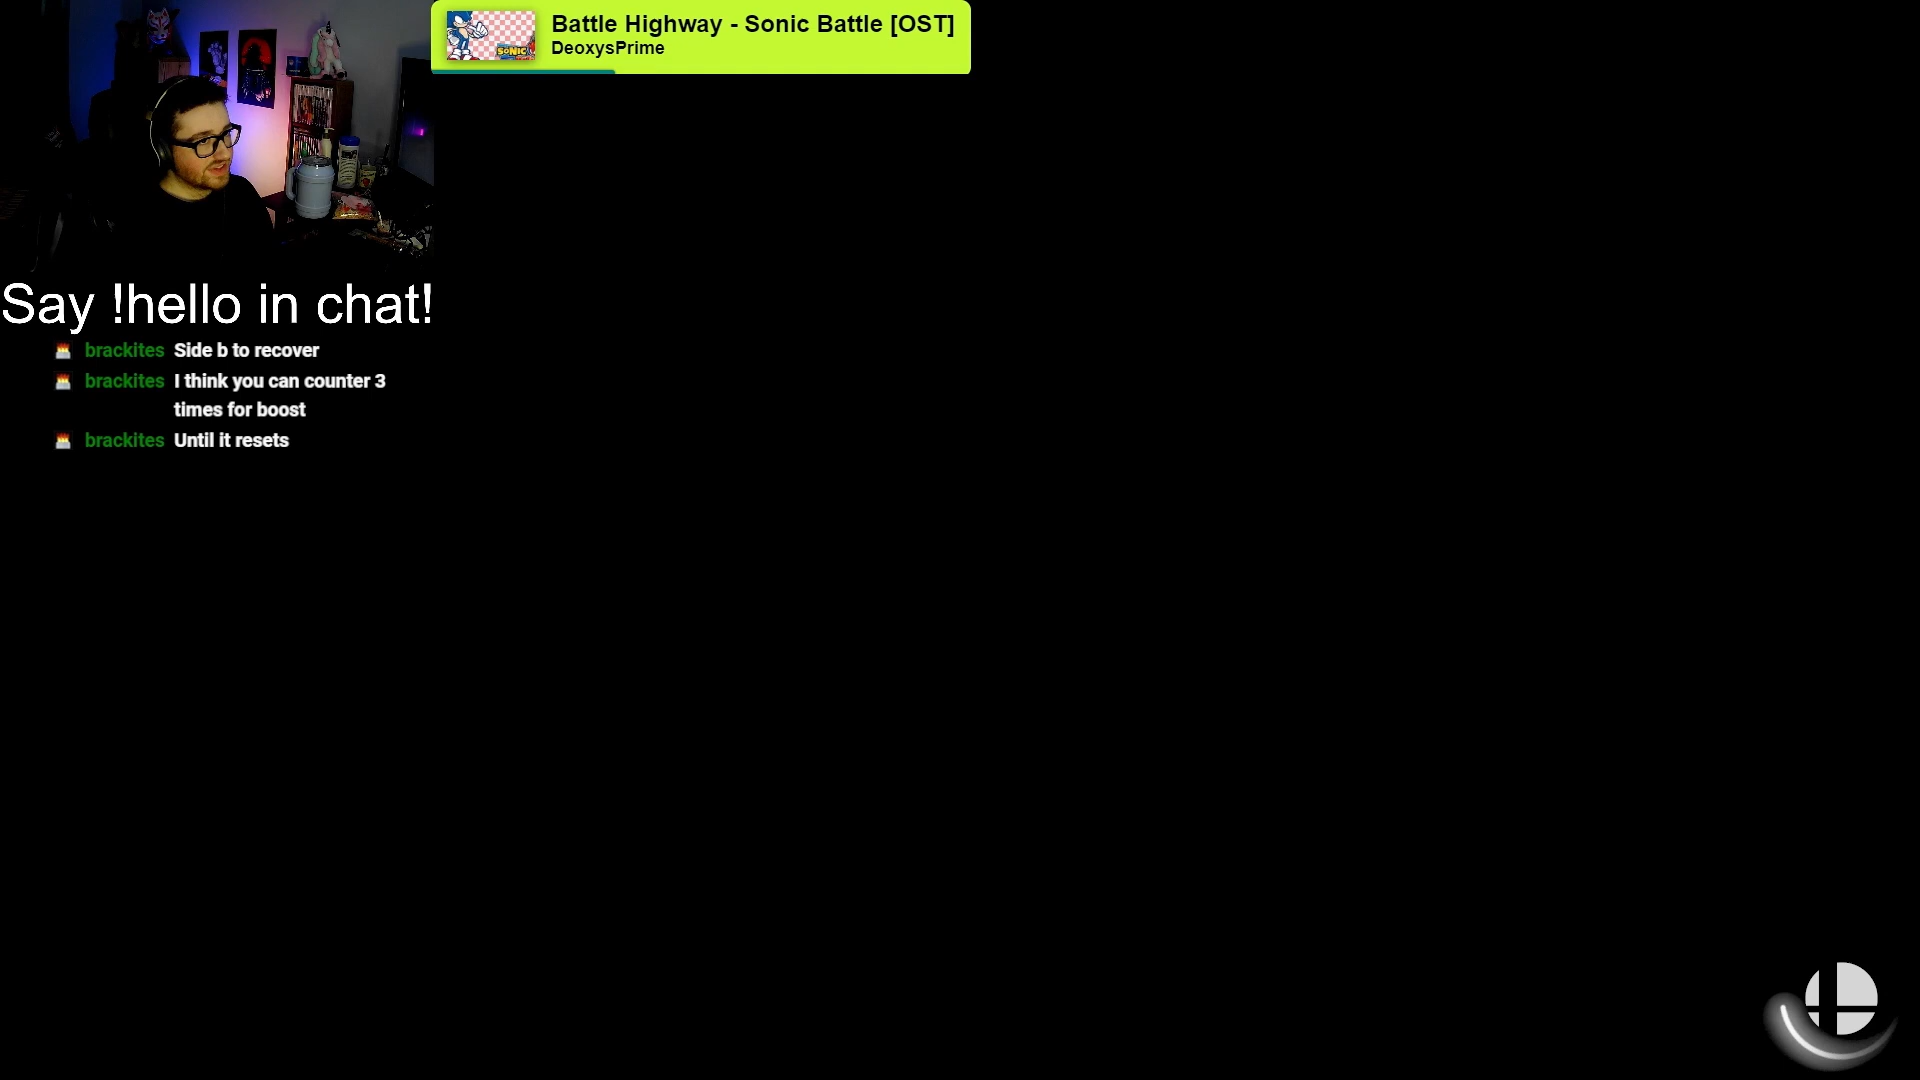 Battle Highway - Sonic Battle [OST]
DeoxysPrime
SONIC
Say !hello in chat!
brackites Side b to recover
brackites I think you can counter 3
times for boost
brackites Until it resets